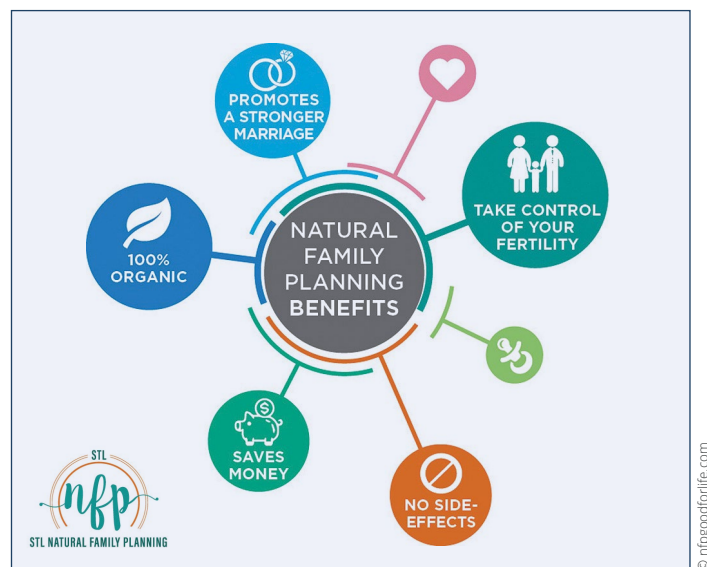 PROMOTES
A STRONGER
MARRIAGE
TAKE CONTROL
OF YOUR
FERTILITY
100%
ORGANIC
NATURAL
FAMILY
PLANNING
BENEFITS
$
SAVES
MONEY
NO SIDE-
EFFECTS
STL
nfp
STL NATURAL FAMILY PLANNING
© nfpgoodforlife.com